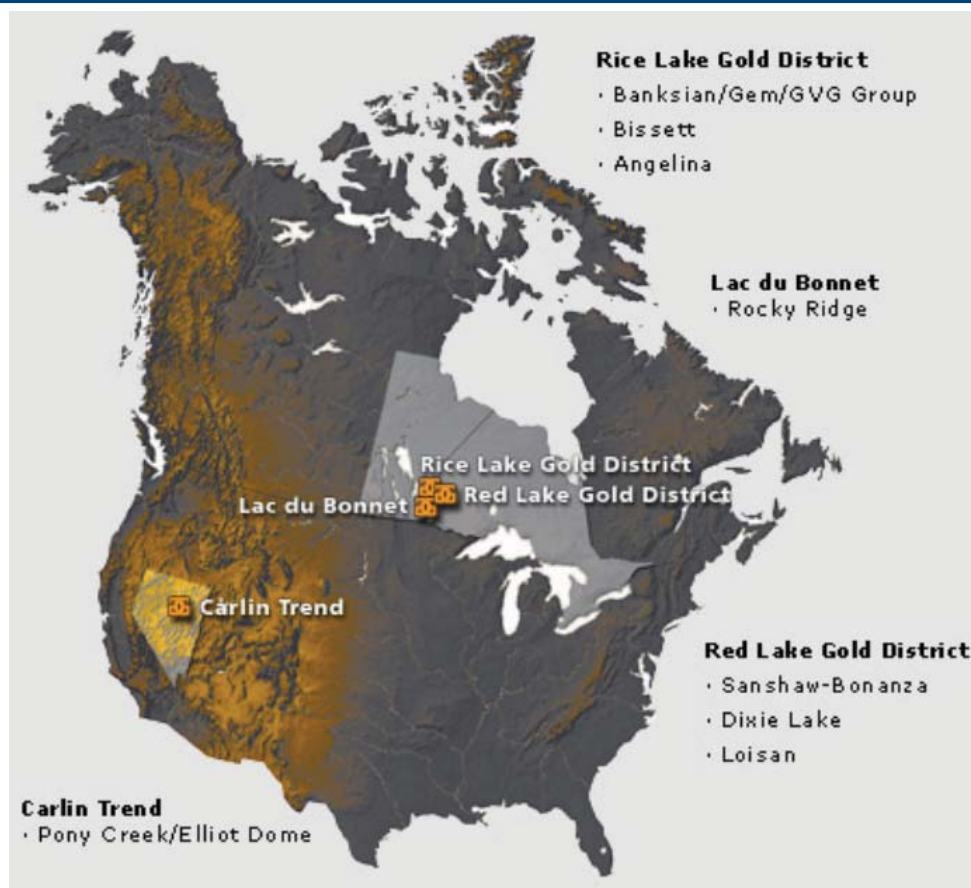 Rice Lake Gold District
· Banksian/Gem/GVG Group
· Bissett
· Angelina
Lac du Bonnet
· Rocky Ridge
Rice Lake Gold District
Red Lake Gold District
Lac du Bonnet
Carlin Trend
Red Lake Gold District
· Sanshaw-Bonanza
· Dixie Lake
· Loisan
Carlin Trend
· Pony Creek/Elliot Dome